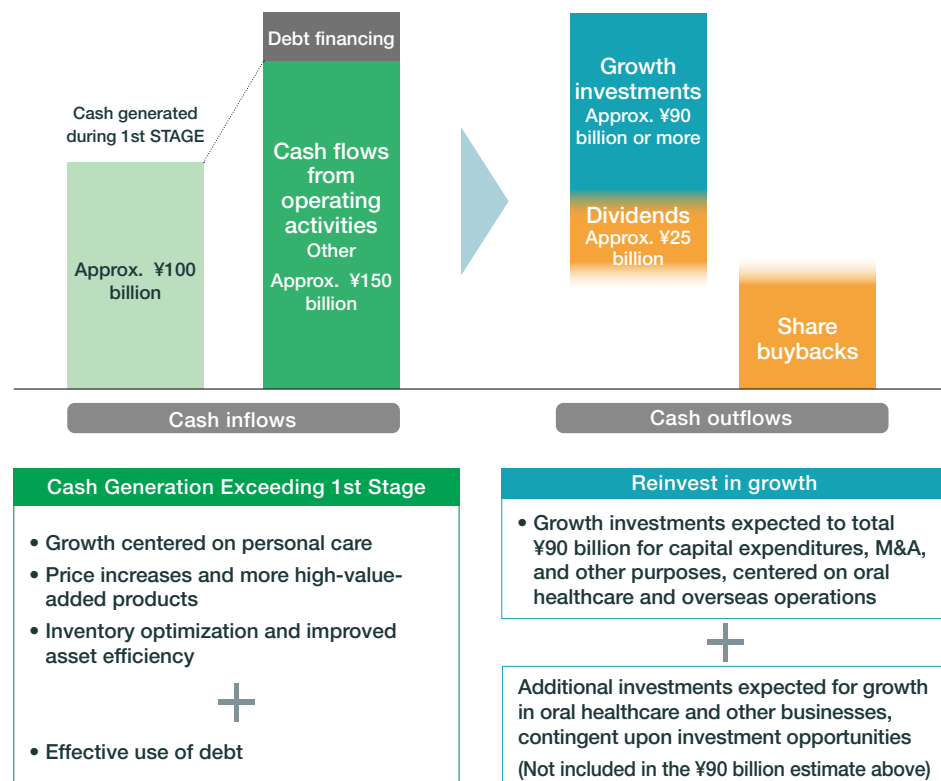 Debt financing
Cash generated
during 1st STAGE
Approx. ¥100
billion
Cash flows
from
operating
activities
Other
Approx. ¥150
billion
Growth
investments
Approx. ¥90
billion or more
Dividends
Approx. ¥25
billion
Share
buybacks
Cash inflows
Cash outflows
Cash Generation Exceeding 1st Stage
• Growth centered on personal care
• Price increases and more high-value-
added products
• Inventory optimization and improved
asset efficiency
+
• Effective use of debt
Reinvest in growth
• Growth investments expected to total
¥90 billion for capital expenditures, M&A,
and other purposes, centered on oral
healthcare and overseas operations
+
Additional investments expected for growth
in oral healthcare and other businesses,
contingent upon investment opportunities
(Not included in the ¥90 billion estimate above)